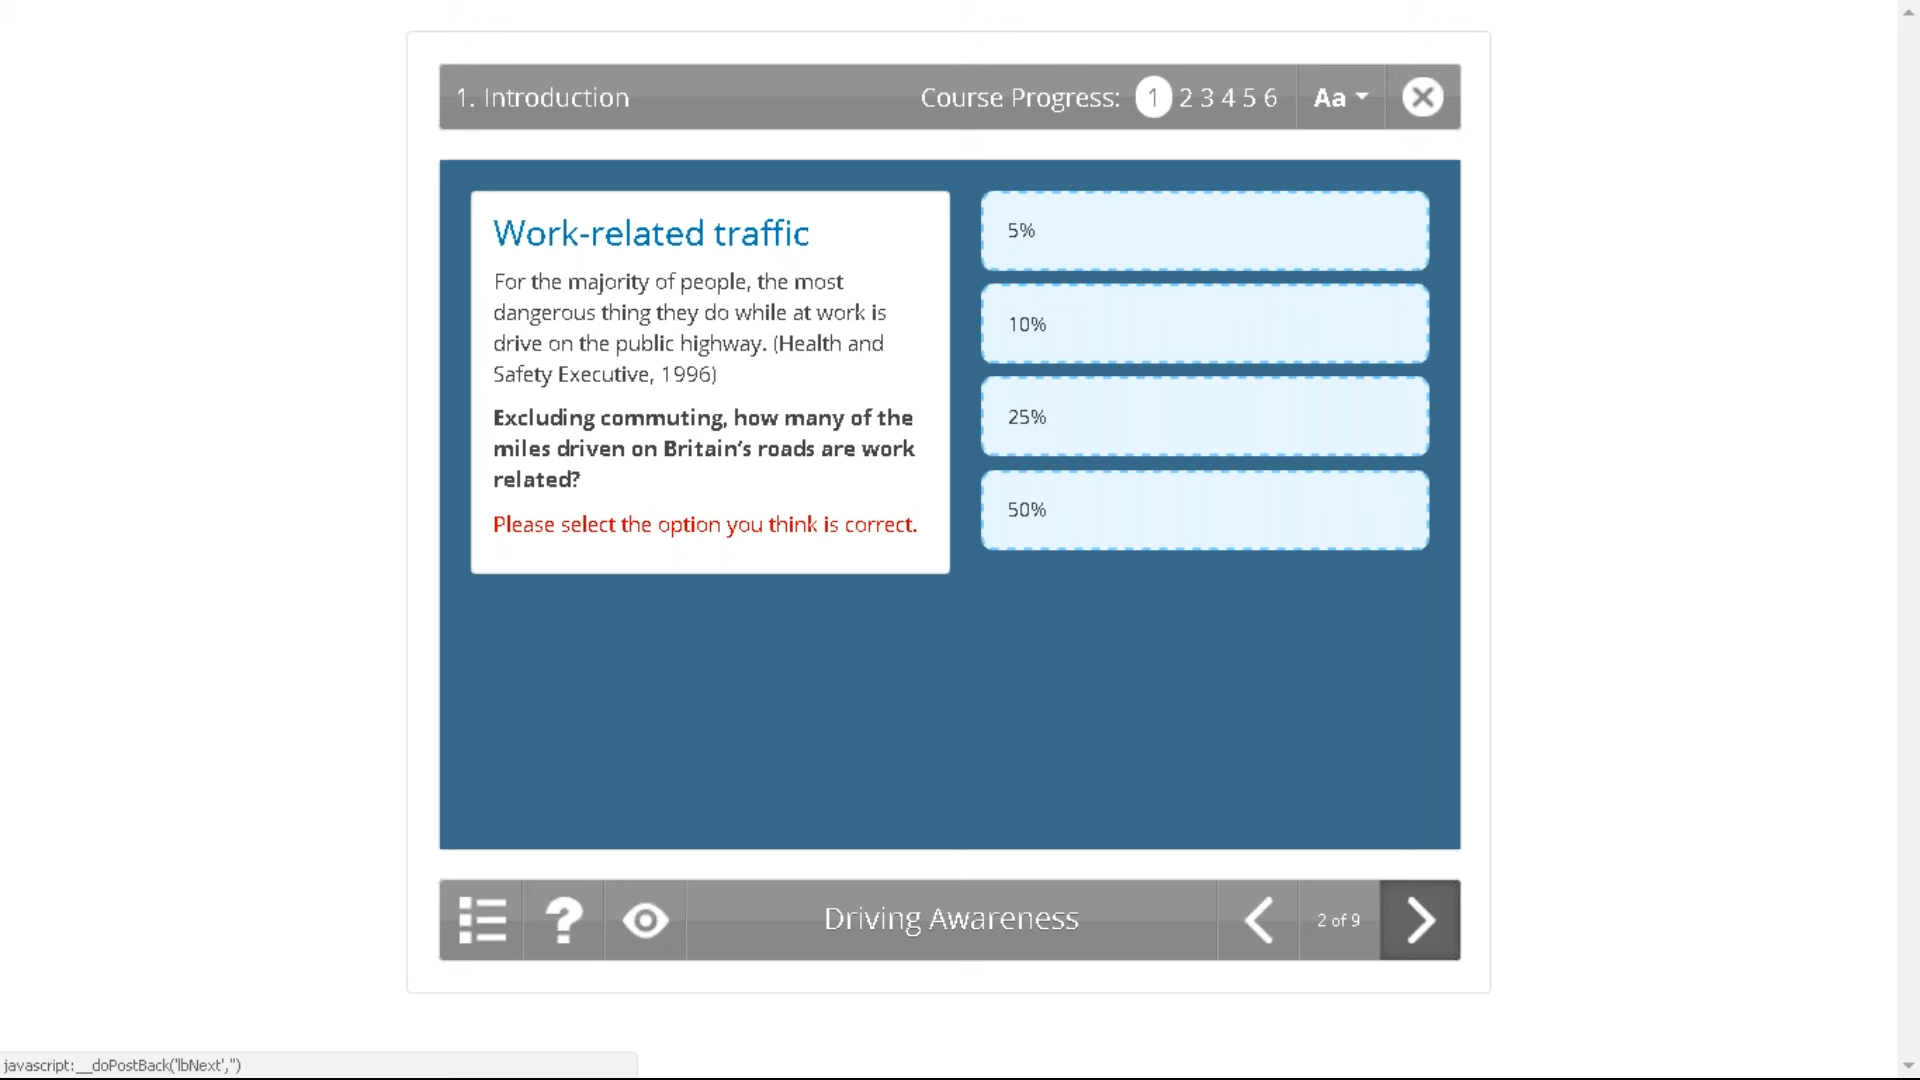 1. Introduction
Course Progress: 1 2 3 4 5 6
Aa
Work-related traffic
For the majority of people, the most
dangerous thing they do while at work is
drive on the public highway. (Health and
Safety Executive, 1996)
Excluding commuting, how many of the
miles driven on Britain’s roads are work
related?
Please select the option you think is correct.
5%
10%
25%
50%
?
Driving Awareness
2 of 9
javascript:__doPostBack('lbNext','')